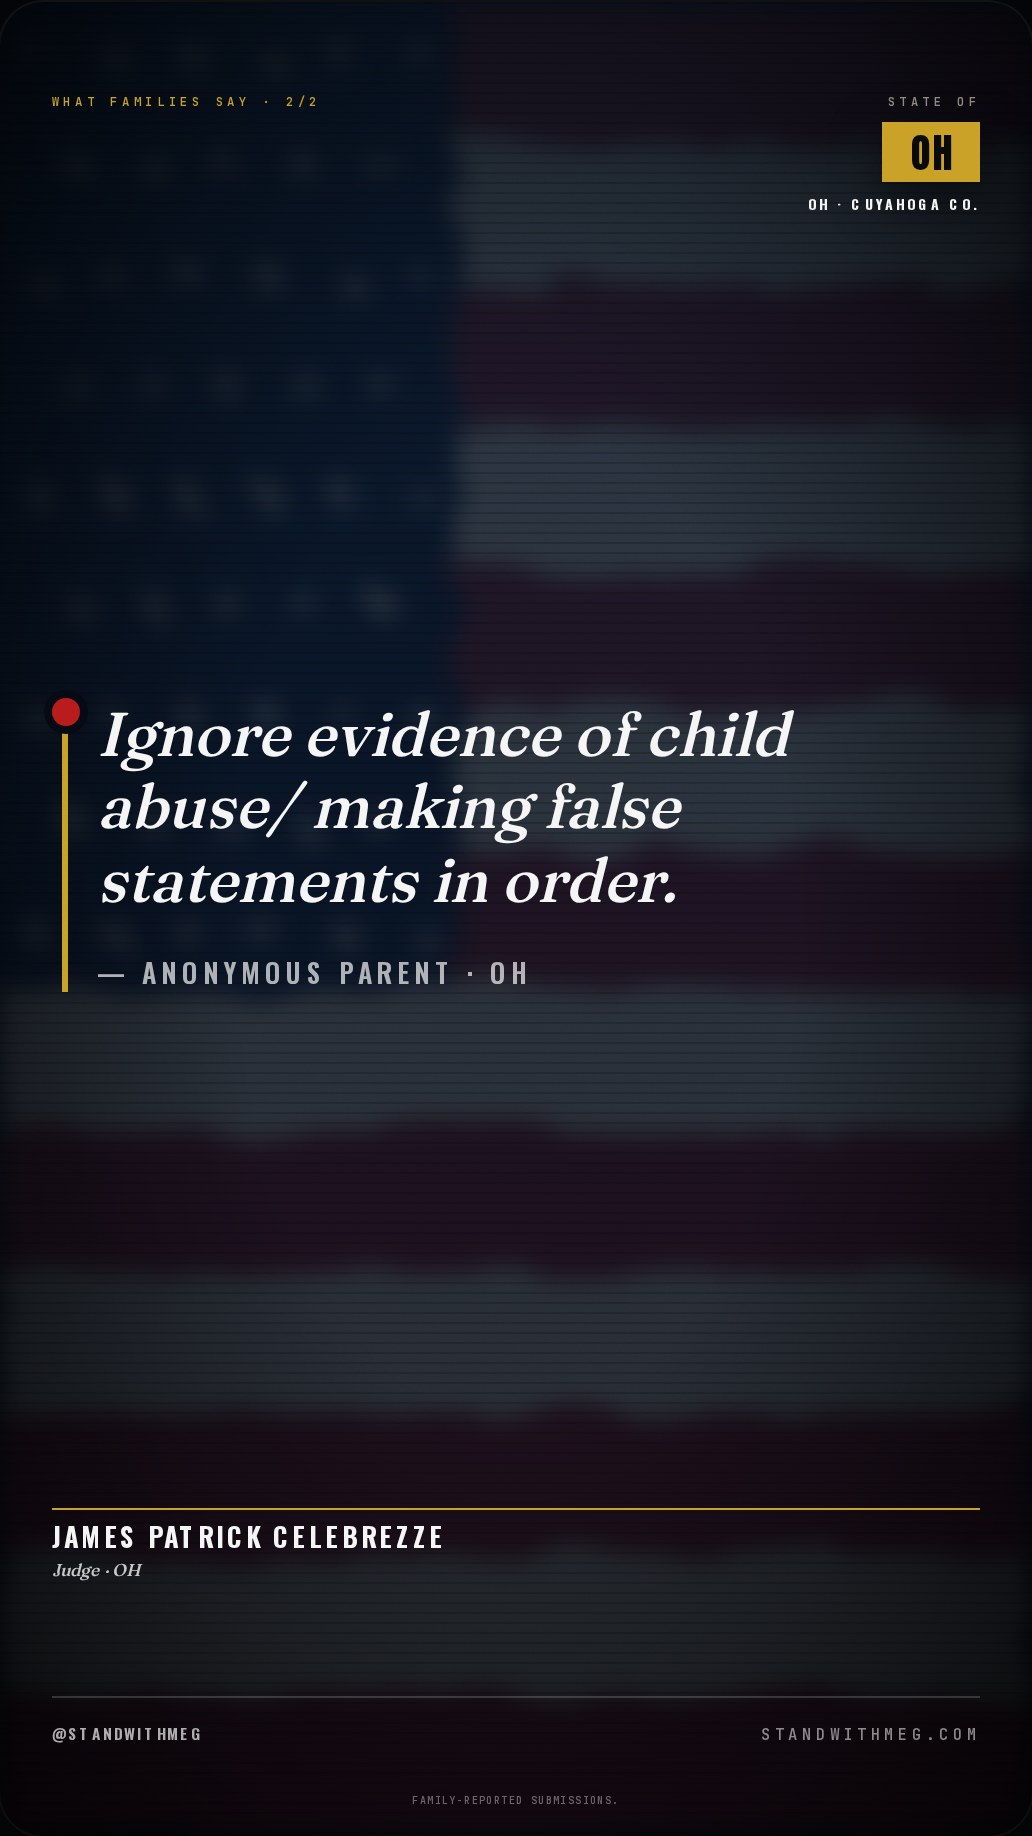 WHAT FAMILIES SAY · 2/2
STATE OF
OH
OH · CUYAHOGA CO.
Ignore evidence of child
abuse/ making false
statements in order.
— ANONYMOUS PARENT · OH
JAMES PATRICK CELEBREZZE
Judge · OH
@STANDWITHMEG
STANDWITHMEG.COM
FAMILY-REPORTED SUBMISSIONS.